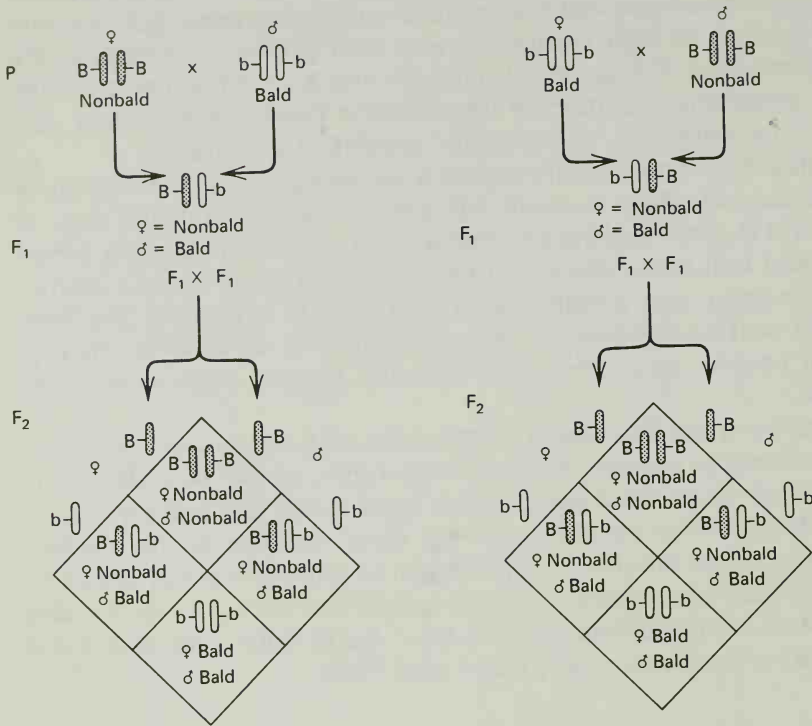 ♀ ♂
P B B x b b
Nonbald Bald
B b
♀ = Nonbald
♂ = Bald
F₁
F₁ X F₁
F₂
B B
♀ ♂
B B
♀ Nonbald
♂ Nonbald
b b
B b B b
♀ Nonbald ♀ Nonbald
♂ Bald ♂ Bald
b b
♀ Bald
♂ Bald
♀ ♂
b b x B B
Bald Nonbald
b B
♀ = Nonbald
♂ = Bald
F₁
F₁ X F₁
F₂
B B
♀ ♂
B B
♀ Nonbald
♂ Nonbald
b b
B b B b
♀ Nonbald ♀ Nonbald
♂ Bald ♂ Bald
b b
♀ Bald
♂ Bald